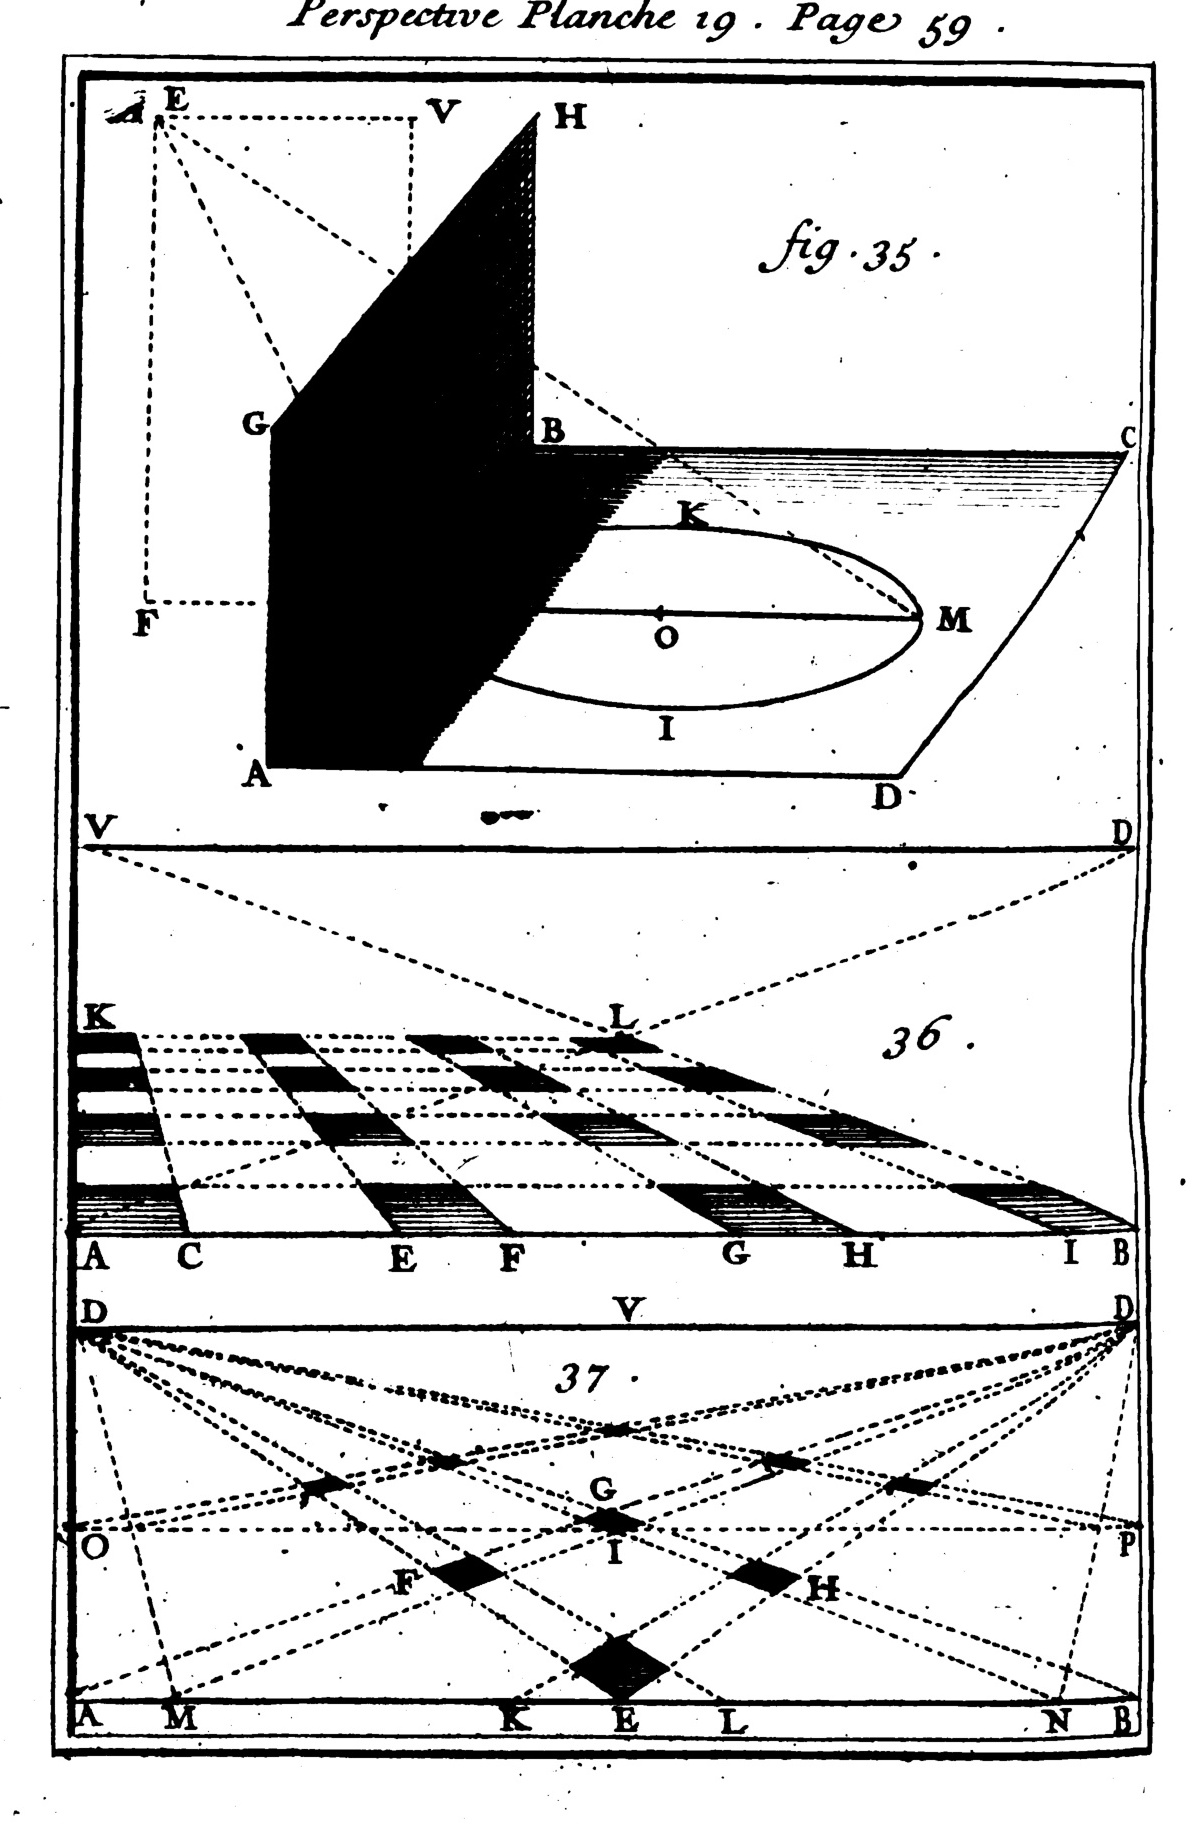 Perspective Planche 19 . Page 59 .
E V H
fig . 35 .
G B C
K
F O M
I
A D
V D
K L
36 .
A C E F G H I B
D V D
37 .
G
O I P
F H
A M K E L N B